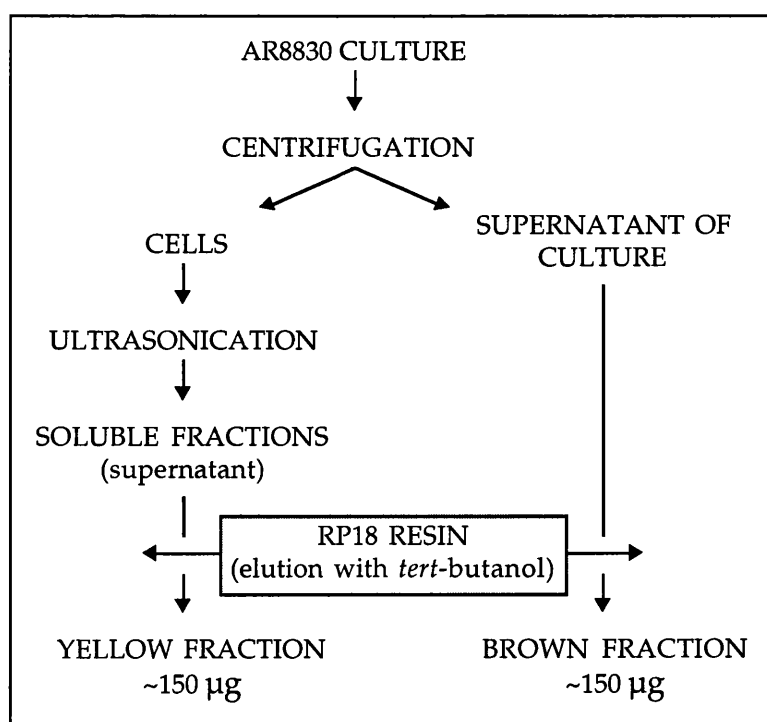 AR8830 CULTURE
CENTRIFUGATION
CELLS
SUPERNATANT OF
CULTURE
ULTRASONICATION
SOLUBLE FRACTIONS
(supernatant)
RP18 RESIN
(elution with tert-butanol)
YELLOW FRACTION
~150 µg
BROWN FRACTION
~150 µg